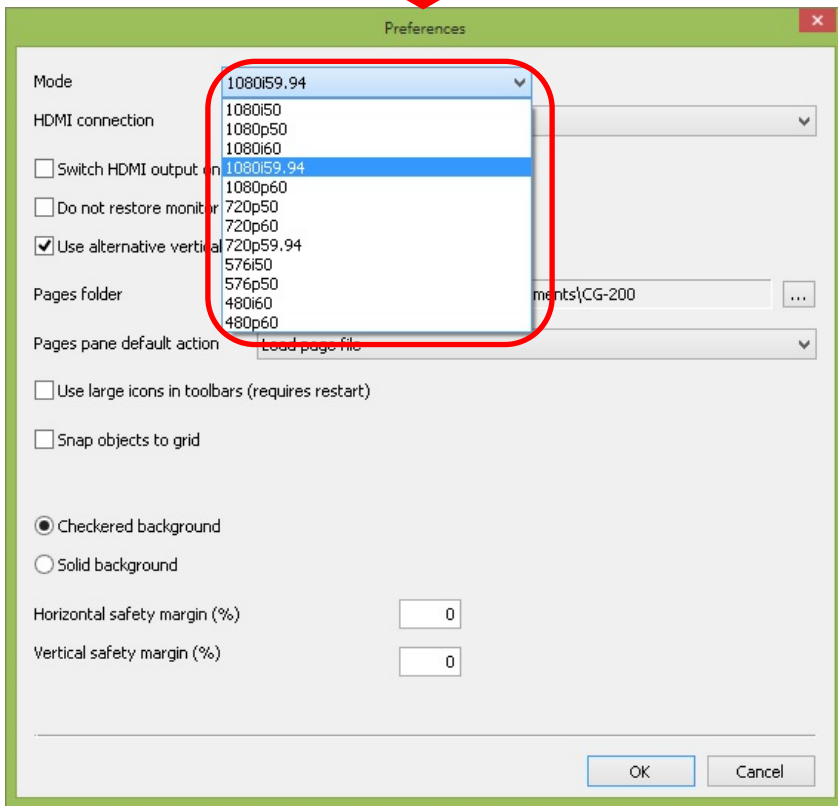 Preferences
Mode
1080i59.94
1080i50
1080p50
HDMI connection
1080i60
Switch HDMI output on
1080i59.94
1080p60
Do not restore monitor
720p50
720p60
Use alternative vertical
720p59.94
576i50
576p50
Pages folder
ments\CG-200
...
480i60
480p60
Pages pane default action
Load page file
Use large icons in toolbars (requires restart)
Snap objects to grid
Checkered background
Solid background
Horizontal safety margin (%)
0
Vertical safety margin (%)
0
OK
Cancel